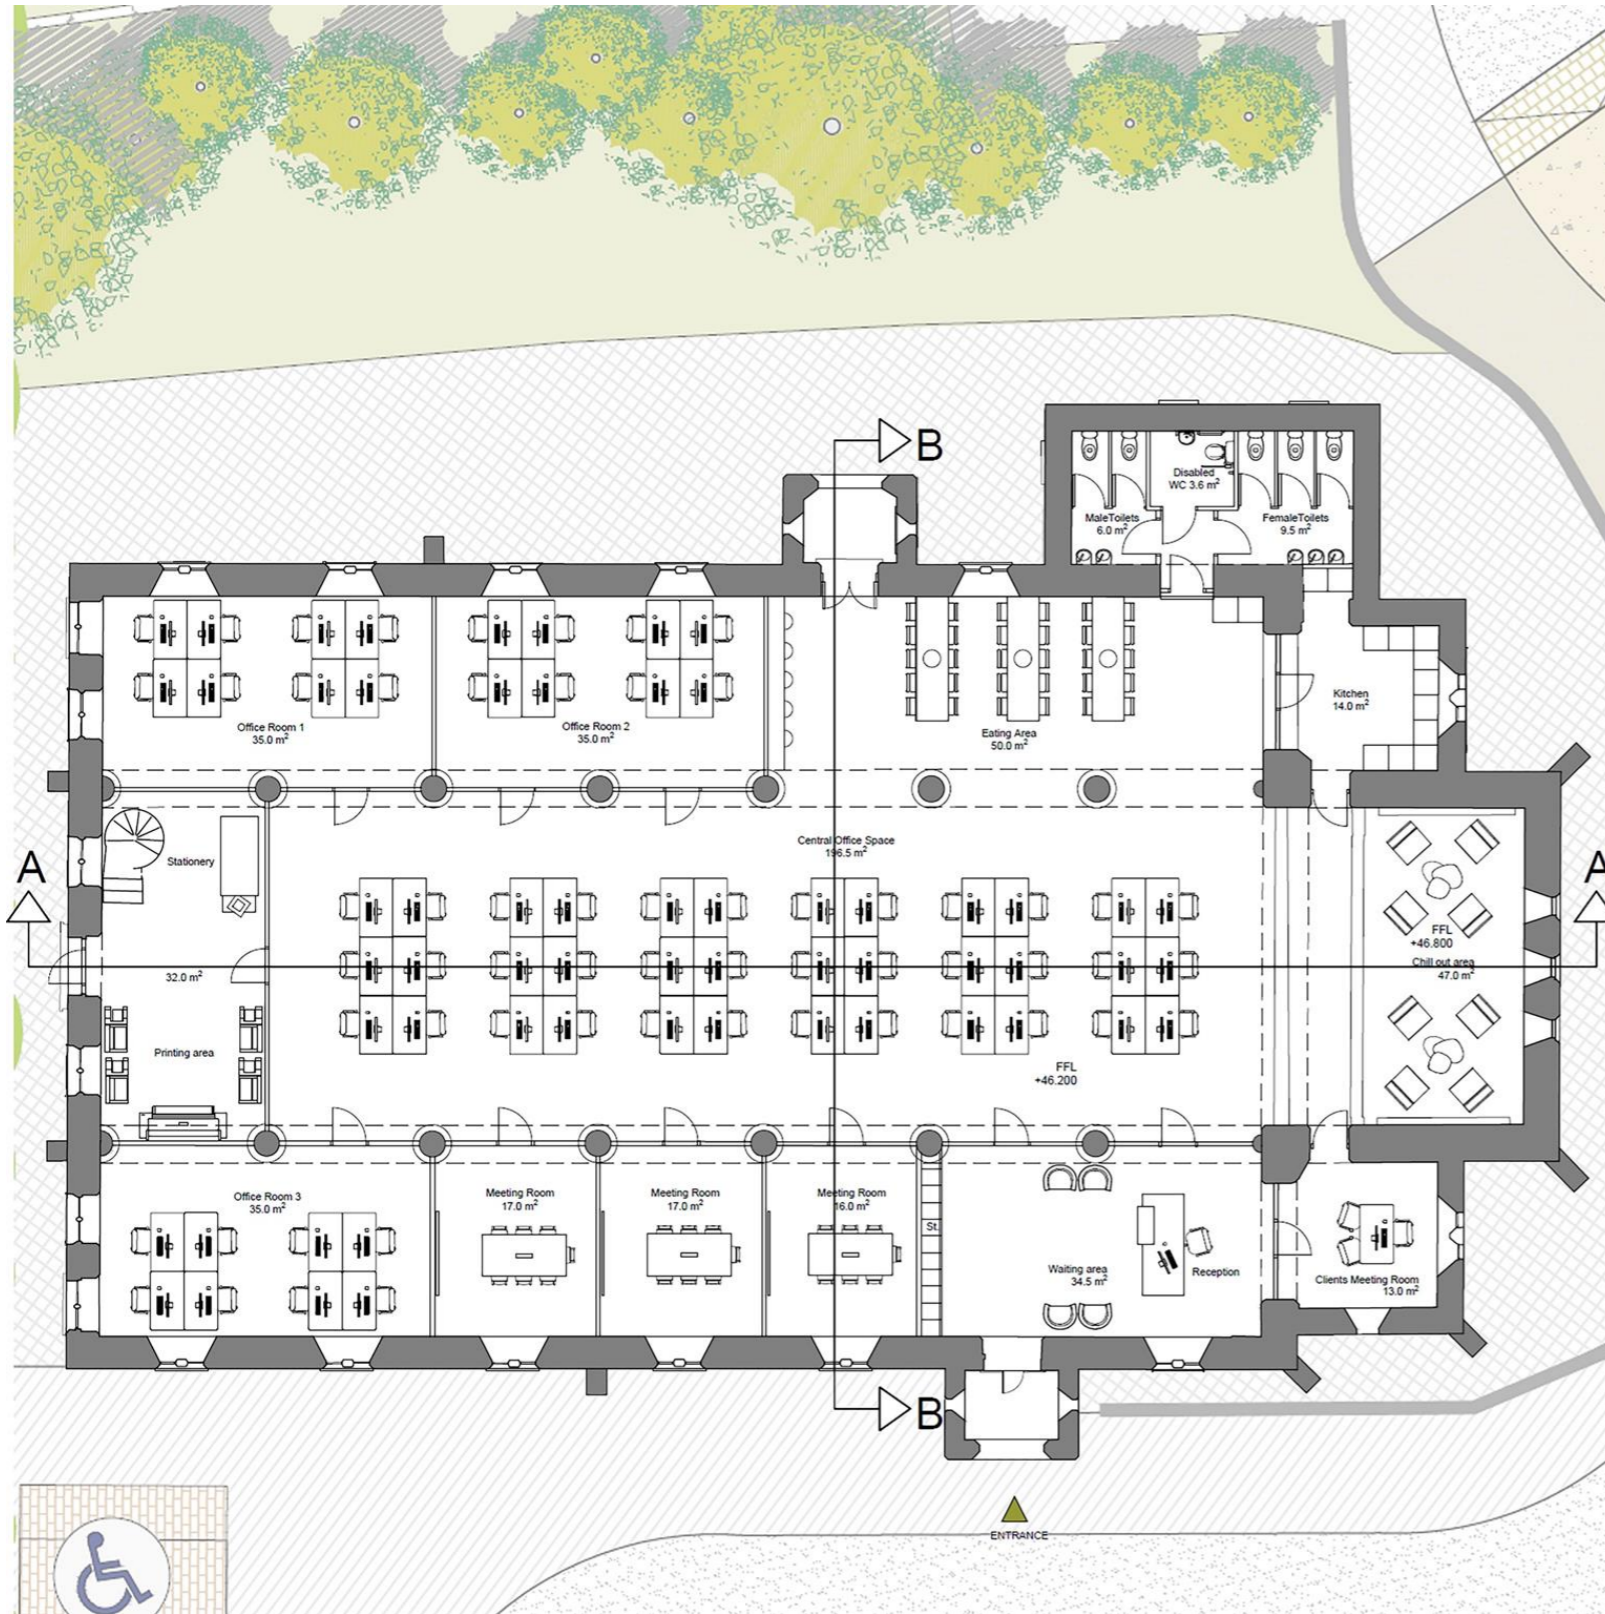 B
Disabled
WC 3.6 m²
MaleToilets
6.0 m²
FemaleToilets
9.5 m²
Office Room 1
35.0 m²
Office Room 2
35.0 m²
Eating Area
50.0 m²
Kitchen
14.0 m²
Central Office Space
196.5 m²
A
Stationery
A
FFL
+46.800
Chill out area
47.0 m²
32.0 m²
Printing area
FFL
+46.200
Office Room 3
35.0 m²
Meeting Room
17.0 m²
Meeting Room
17.0 m²
Meeting Room
16.0 m²
St.
Waiting area
34.5 m²
Reception
Clients Meeting Room
13.0 m²
B
ENTRANCE